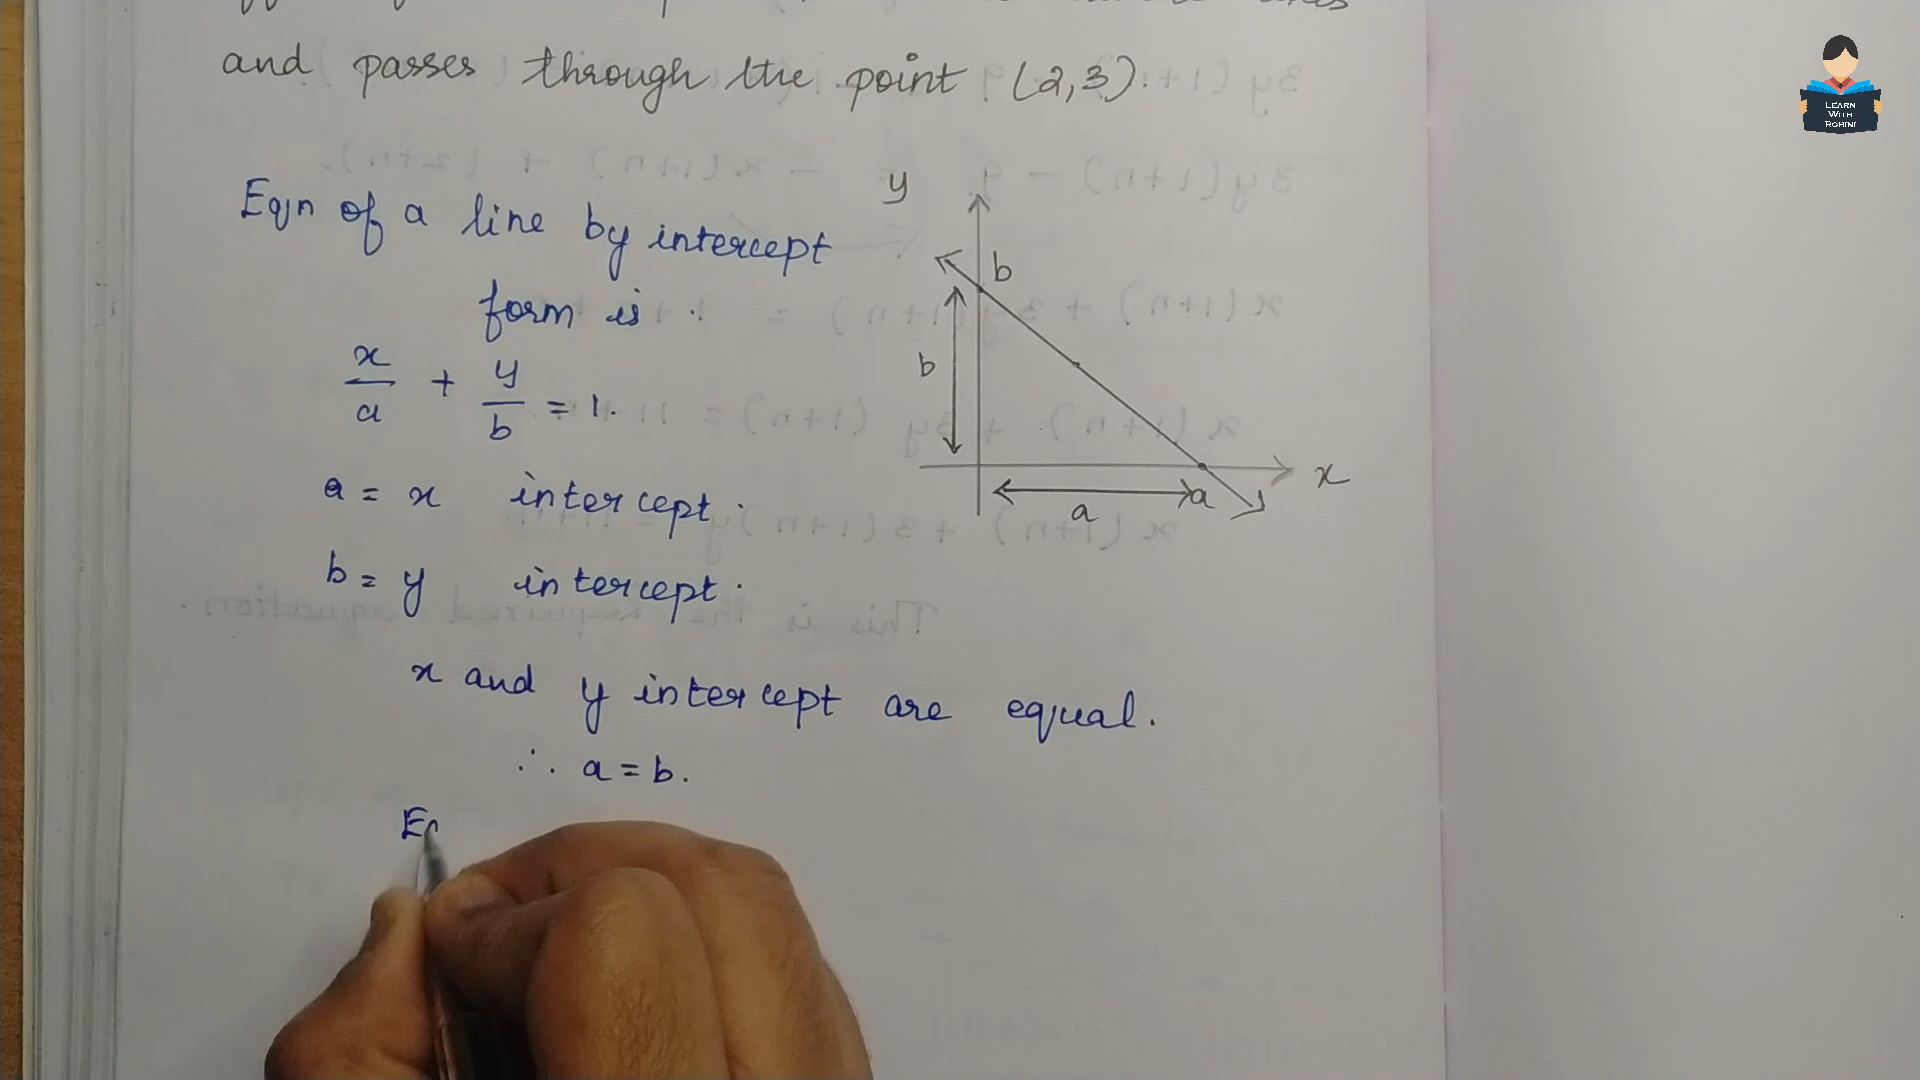 and passes through the point (2,3).
Eqn of a line by intercept
form is
x/a + y/b = 1.
a = x intercept.
b = y intercept.
x and y intercept are equal.
∴ a = b.
y
b
b
x
a
a
LEARN
WITH
ROHINI